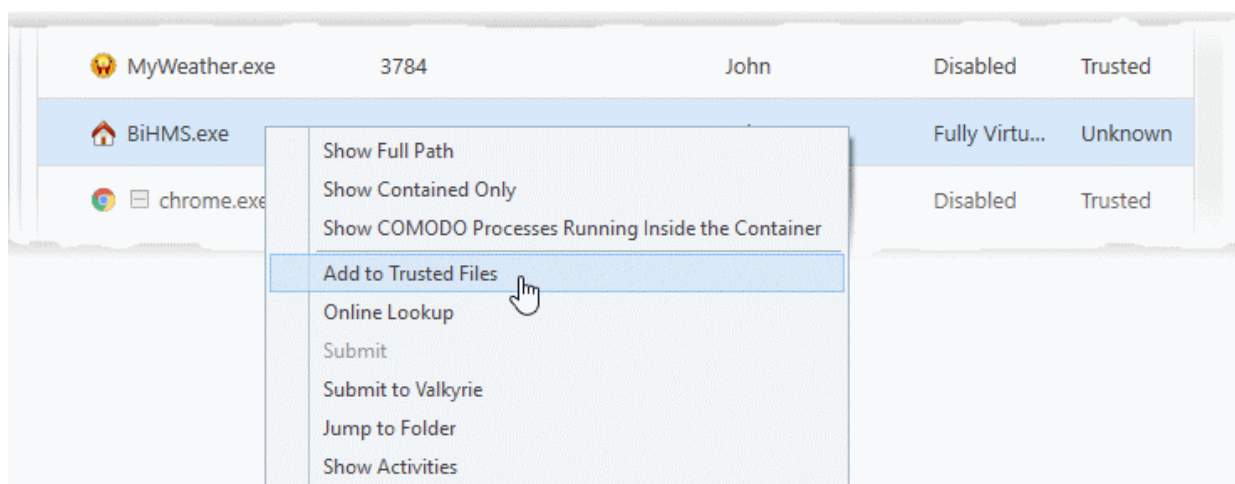 MyWeather.exe 3784 John Disabled Trusted
BiHMS.exe Fully Virtu... Unknown
Show Full Path
Show Contained Only
chrome.exe Disabled Trusted
Show COMODO Processes Running Inside the Container
Add to Trusted Files
Online Lookup
Submit
Submit to Valkyrie
Jump to Folder
Show Activities